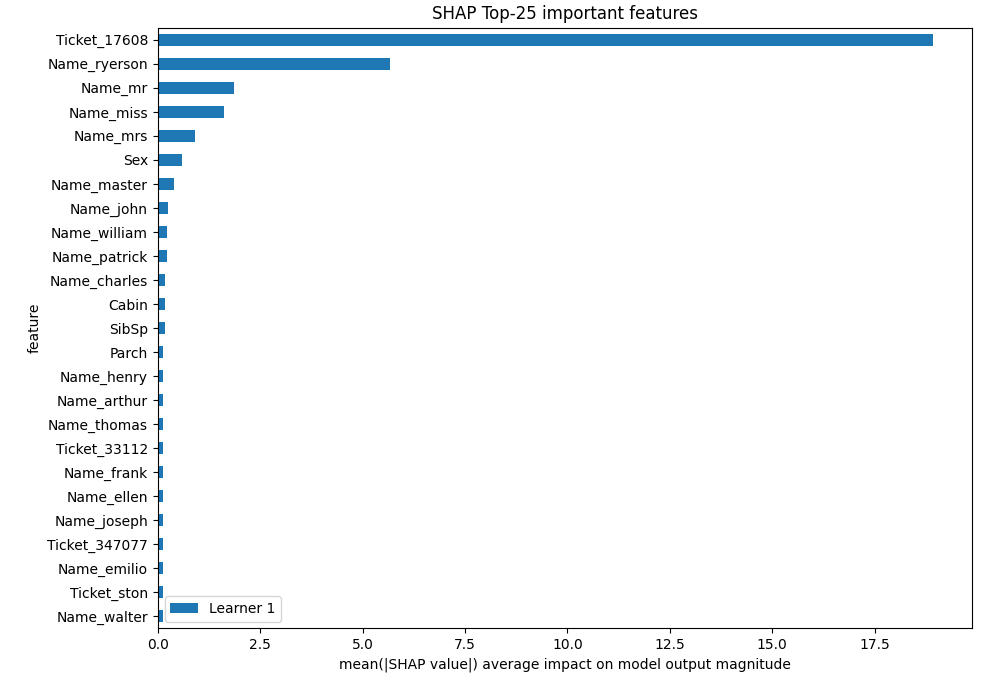 SHAP Top-25 important features
Ticket_17608
Name_ryerson
Name_mr
Name_miss
Name_mrs
Sex
Name_master
Name_john
Name_william
Name_patrick
Name_charles
Cabin
SibSp
Parch
Name_henry
Name_arthur
Name_thomas
Ticket_33112
Name_frank
Name_ellen
Name_joseph
Ticket_347077
Name_emilio
Ticket_ston
Name_walter
feature
Learner 1
0.0 2.5 5.0 7.5 10.0 12.5 15.0 17.5
mean(|SHAP value|) average impact on model output magnitude